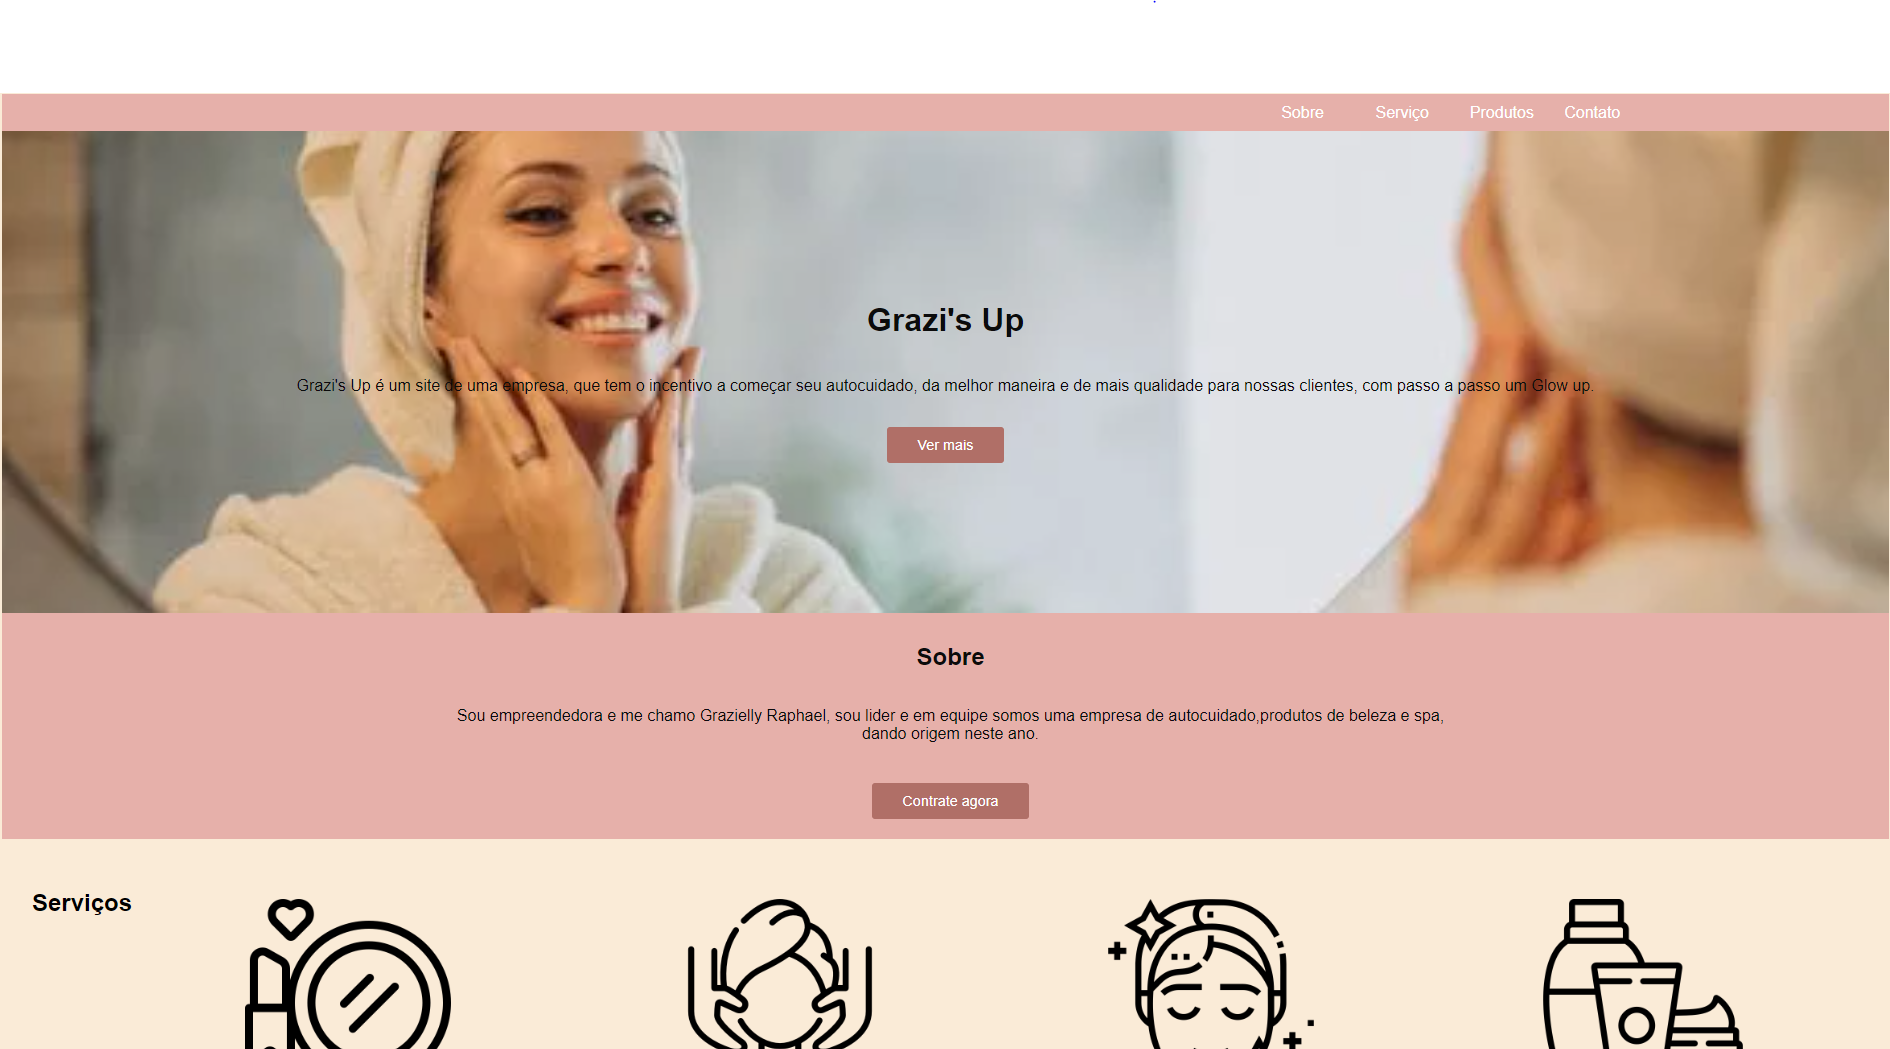 Sobre Serviço Produtos Contato
Grazi's Up
Grazi's Up é um site de uma empresa, que tem o incentivo a começar seu autocuidado, da melhor maneira e de mais qualidade para nossas clientes, com passo a passo um Glow up.
Ver mais
Sobre
Sou empreendedora e me chamo Grazielly Raphael, sou lider e em equipe somos uma empresa de autocuidado,produtos de beleza e spa,
dando origem neste ano.
Contrate agora
Serviços